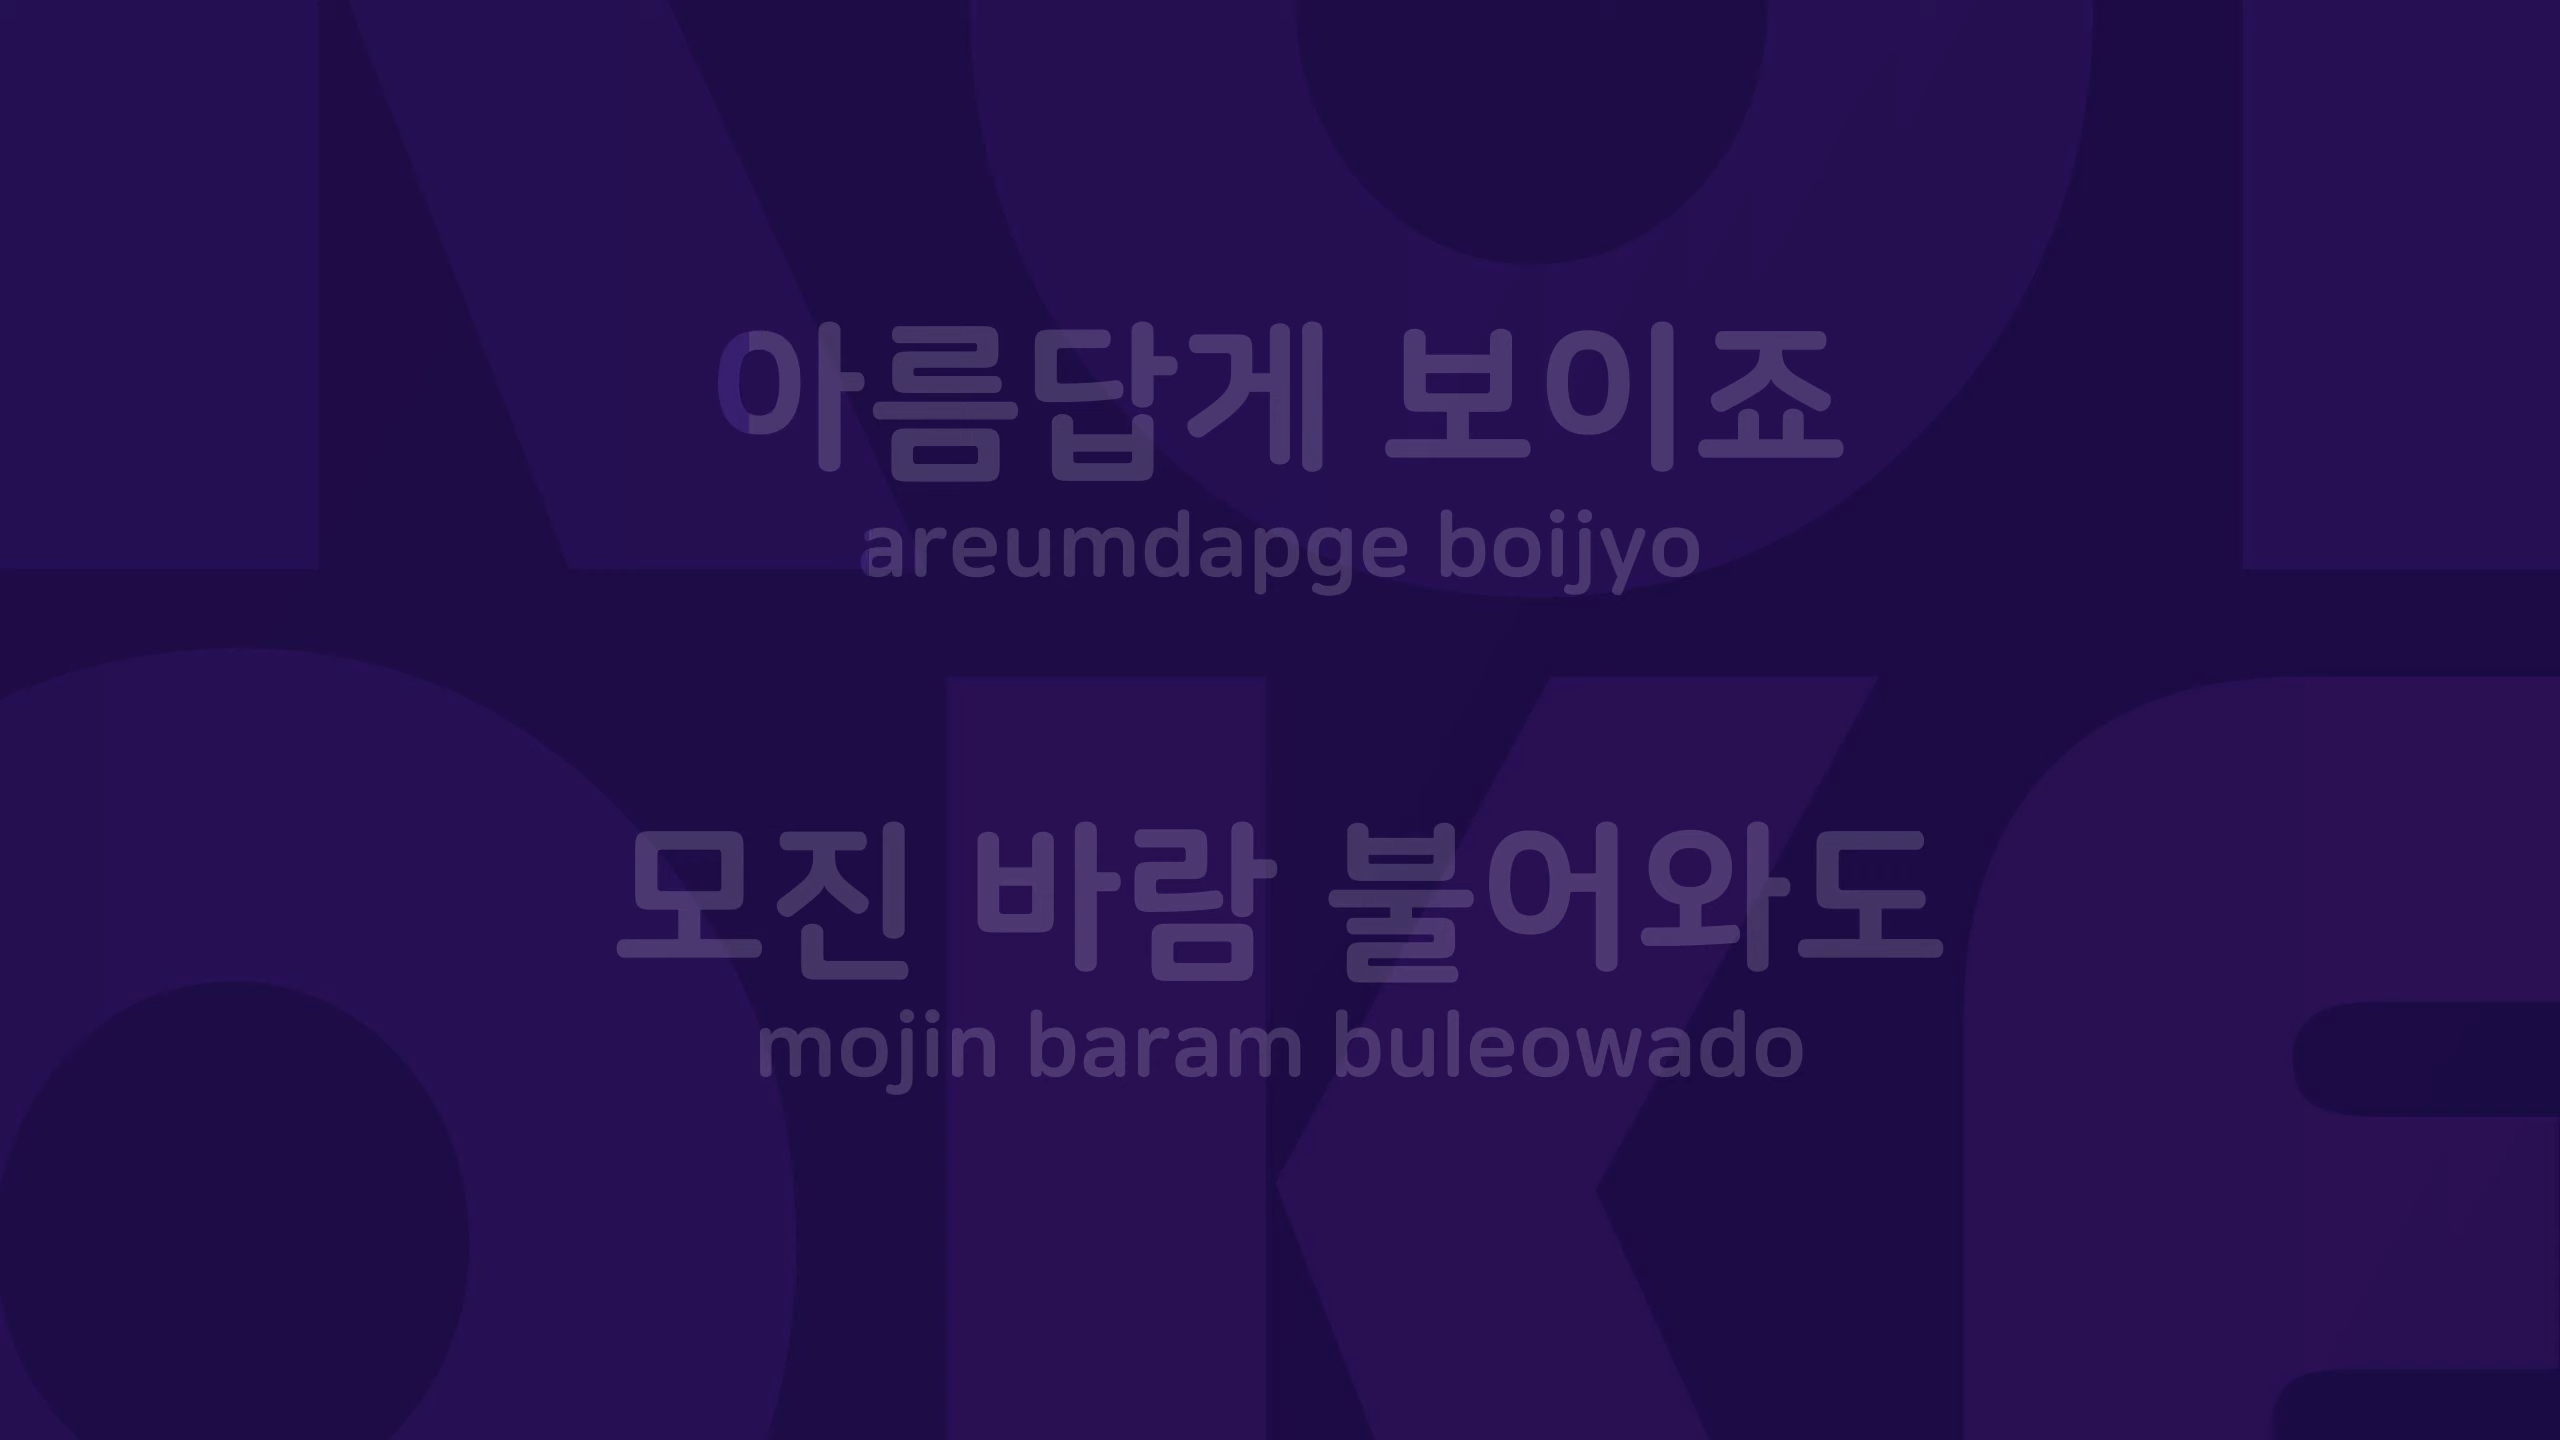 아름답게 보이죠
areumdapge boijjyo
모진 바람 불어와도
mojin baram buleowado